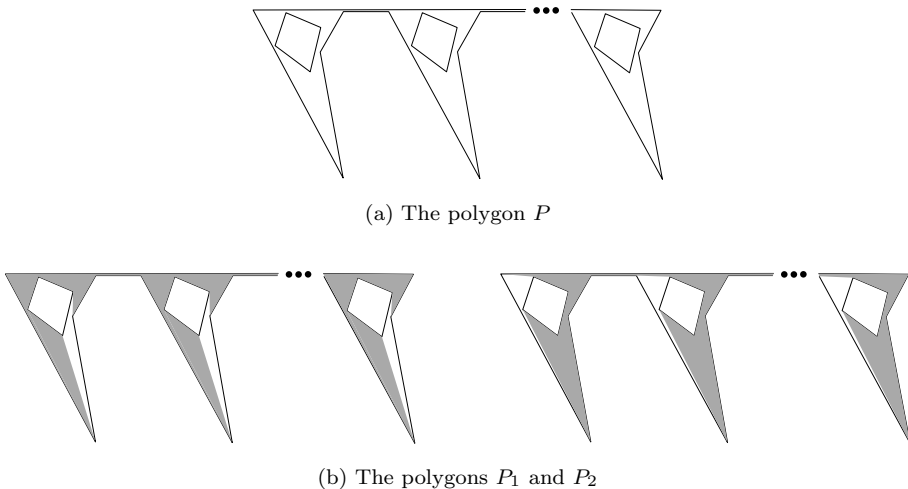 (a) The polygon P
(b) The polygons P₁ and P₂